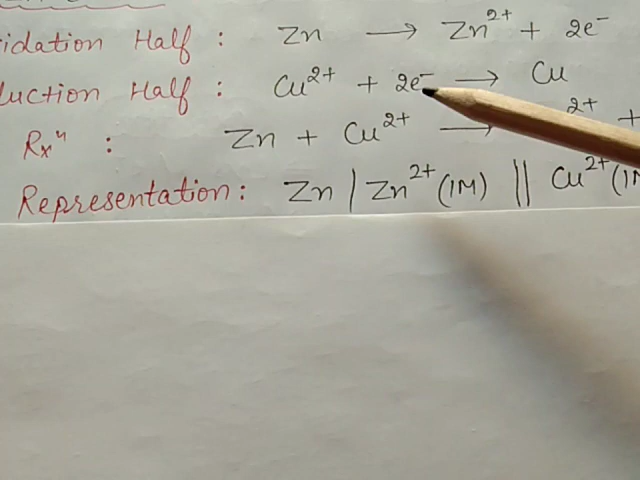 idation Half : Zn → Zn²⁺ + 2e⁻
uction Half : Cu²⁺ + 2e⁻ → Cu
Rxⁿ : Zn + Cu²⁺ → ²⁺ +
Representation: Zn | Zn²⁺ (1M) || Cu²⁺ (1M